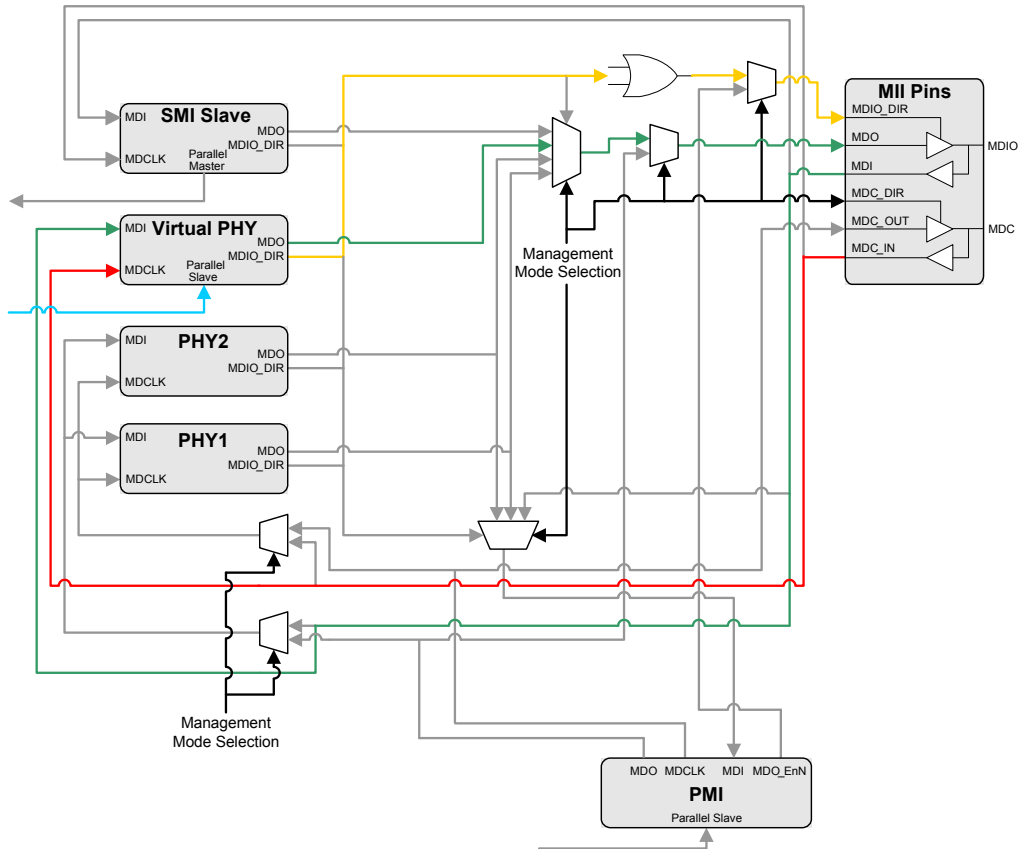 SMI Slave
MDI
MDO
MDIO_DIR
MDCLK
Parallel
Master
Virtual PHY
MDI
MDO
MDIO_DIR
MDCLK
Parallel
Slave
PHY2
MDI
MDO
MDIO_DIR
MDCLK
PHY1
MDI
MDO
MDIO_DIR
MDCLK
Management
Mode Selection
MII Pins
MDIO_DIR
MDO
MDIO
MDI
MDC_DIR
MDC_OUT
MDC
MDC_IN
Management
Mode Selection
MDO MDCLK MDI MDO_EnN
PMI
Parallel Slave